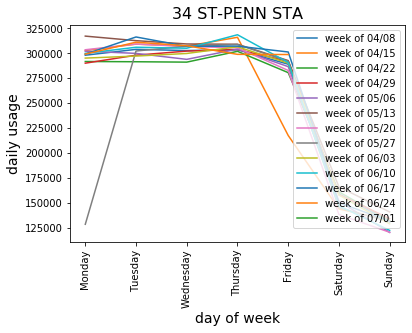 34 ST-PENN STA
daily usage
325000
300000
275000
250000
225000
200000
175000
150000
125000
week of 04/08
week of 04/15
week of 04/22
week of 04/29
week of 05/06
week of 05/13
week of 05/20
week of 05/27
week of 06/03
week of 06/10
week of 06/17
week of 06/24
week of 07/01
Monday
Tuesday
Wednesday
Thursday
Friday
Saturday
Sunday
day of week